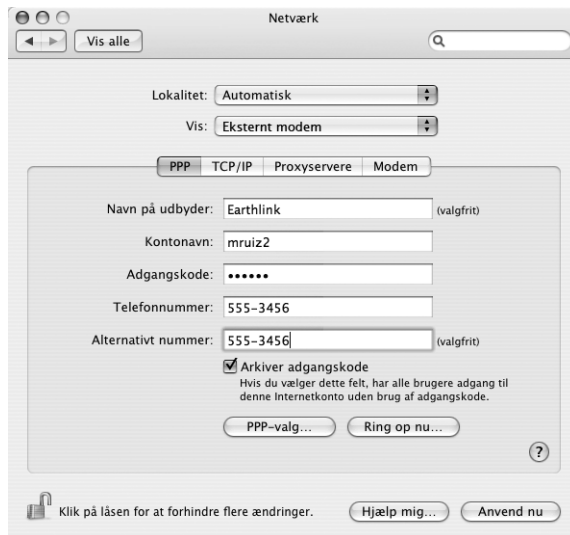 Netværk
Vis alle
Lokalitet: Automatisk
Vis: Eksternt modem
PPP TCP/IP Proxyservere Modem
Navn på udbyder: Earthlink (valgfrit)
Kontonavn: mruiz2
Adgangskode: ••••••
Telefonnummer: 555-3456
Alternativt nummer: 555-3456 (valgfrit)
Arkiver adgangskode
Hvis du vælger dette felt, har alle brugere adgang til
denne Internetkonto uden brug af adgangskode.
PPP-valg... Ring op nu...
?
Klik på låsen for at forhindre flere ændringer. Hjælp mig... Anvend nu